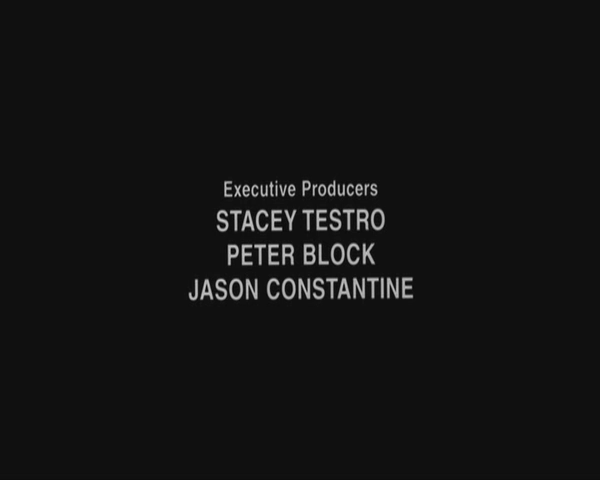 Executive Producers
STACEY TESTRO
PETER BLOCK
JASON CONSTANTINE